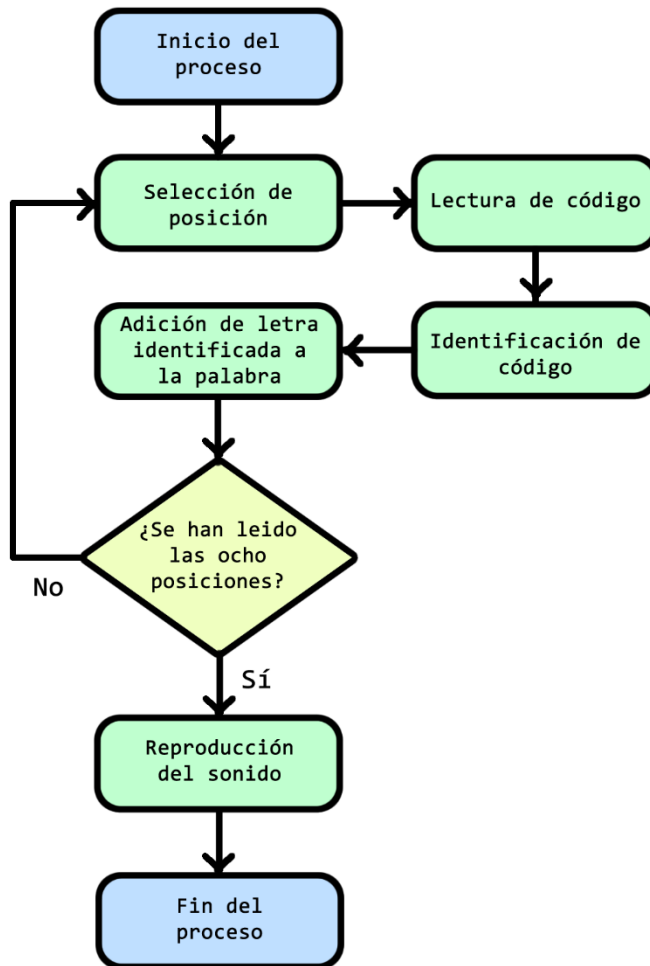 Inicio del
proceso
Selección de
posición
Lectura de código
Identificación de
código
Adición de letra
identificada a
la palabra
¿Se han leido
las ocho
posiciones?
No
Sí
Reproducción
del sonido
Fin del
proceso